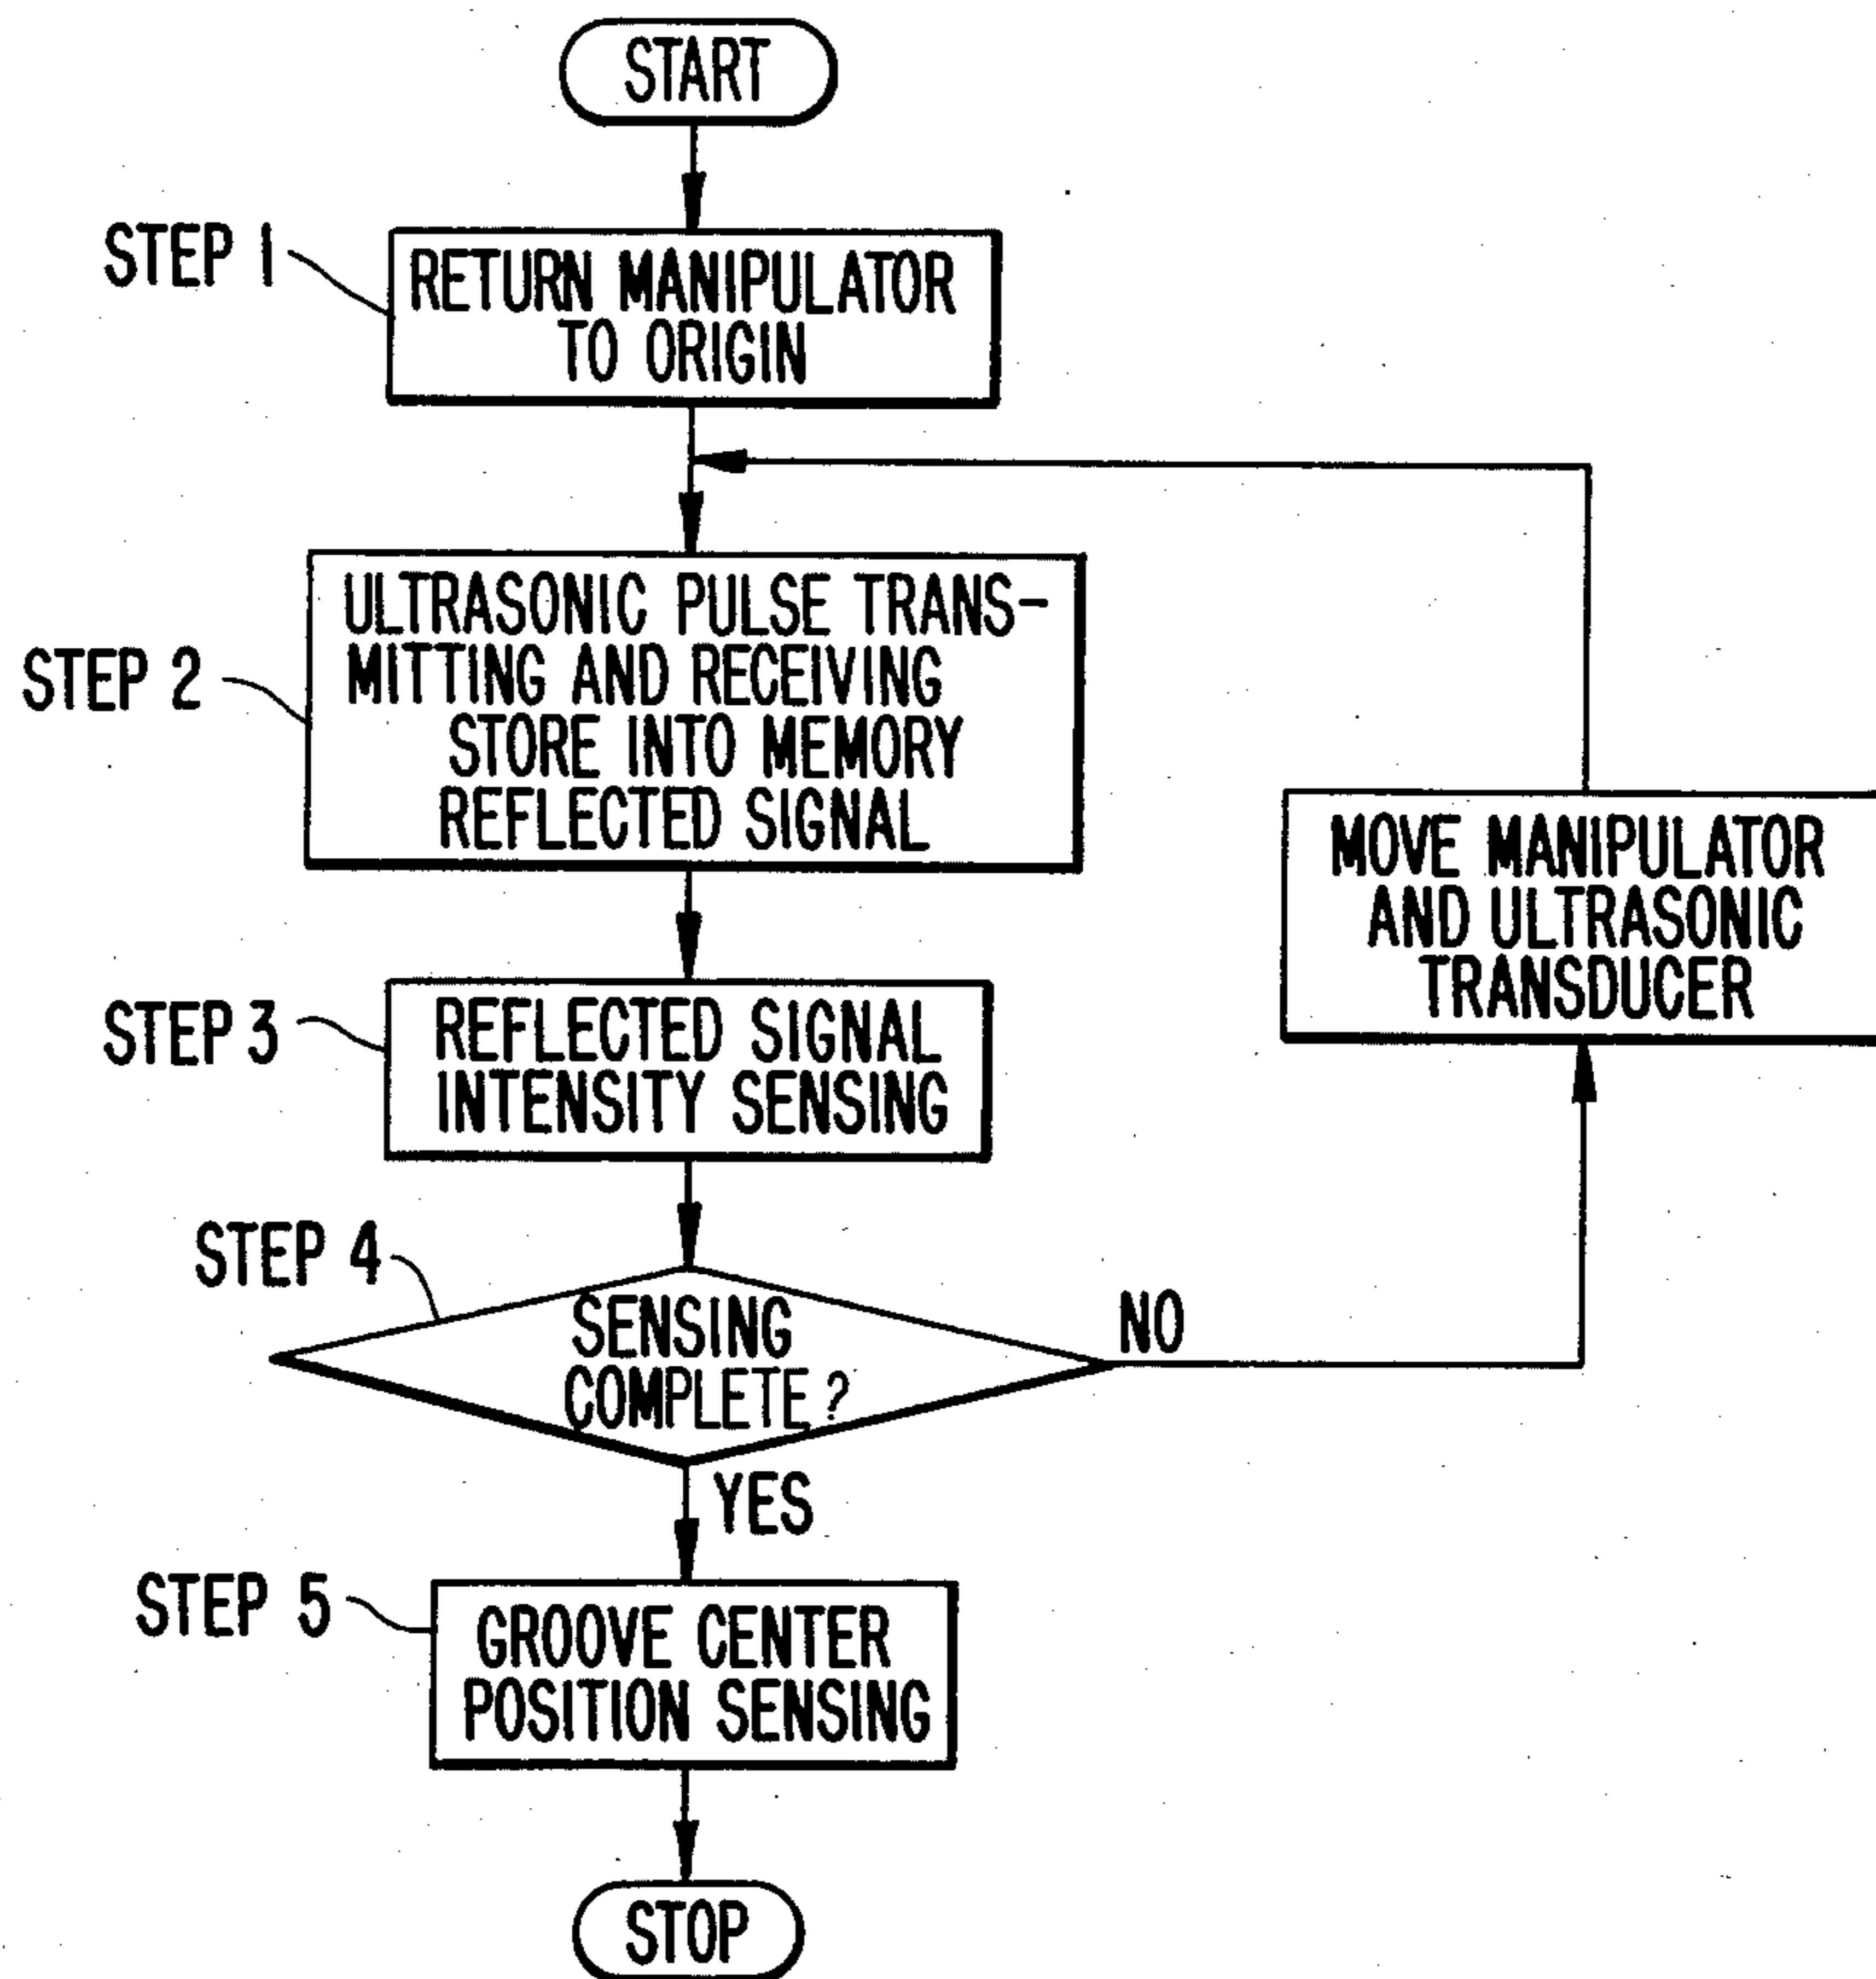 START
STEP 1
RETURN MANIPULATOR
TO ORIGIN
STEP 2
ULTRASONIC PULSE TRANS-
MITTING AND RECEIVING
STORE INTO MEMORY
REFLECTED SIGNAL
MOVE MANIPULATOR
AND ULTRASONIC
TRANSDUCER
STEP 3
REFLECTED SIGNAL
INTENSITY SENSING
STEP 4
SENSING
COMPLETE?
NO
YES
STEP 5
GROOVE CENTER
POSITION SENSING
STOP